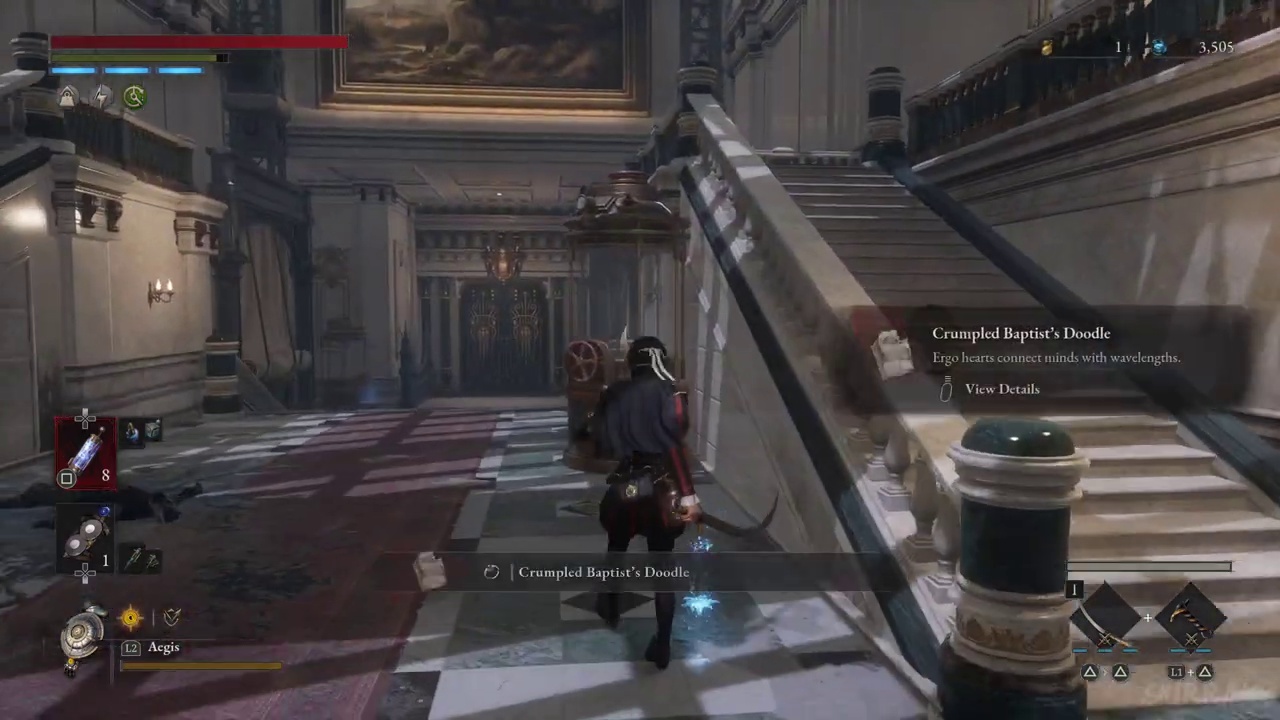 1
3,505
Crumpled Baptist's Doodle
Ergo hearts connect minds with wavelengths.
View Details
8
1
Crumpled Baptist's Doodle
L2 Aegis
1
L1 +